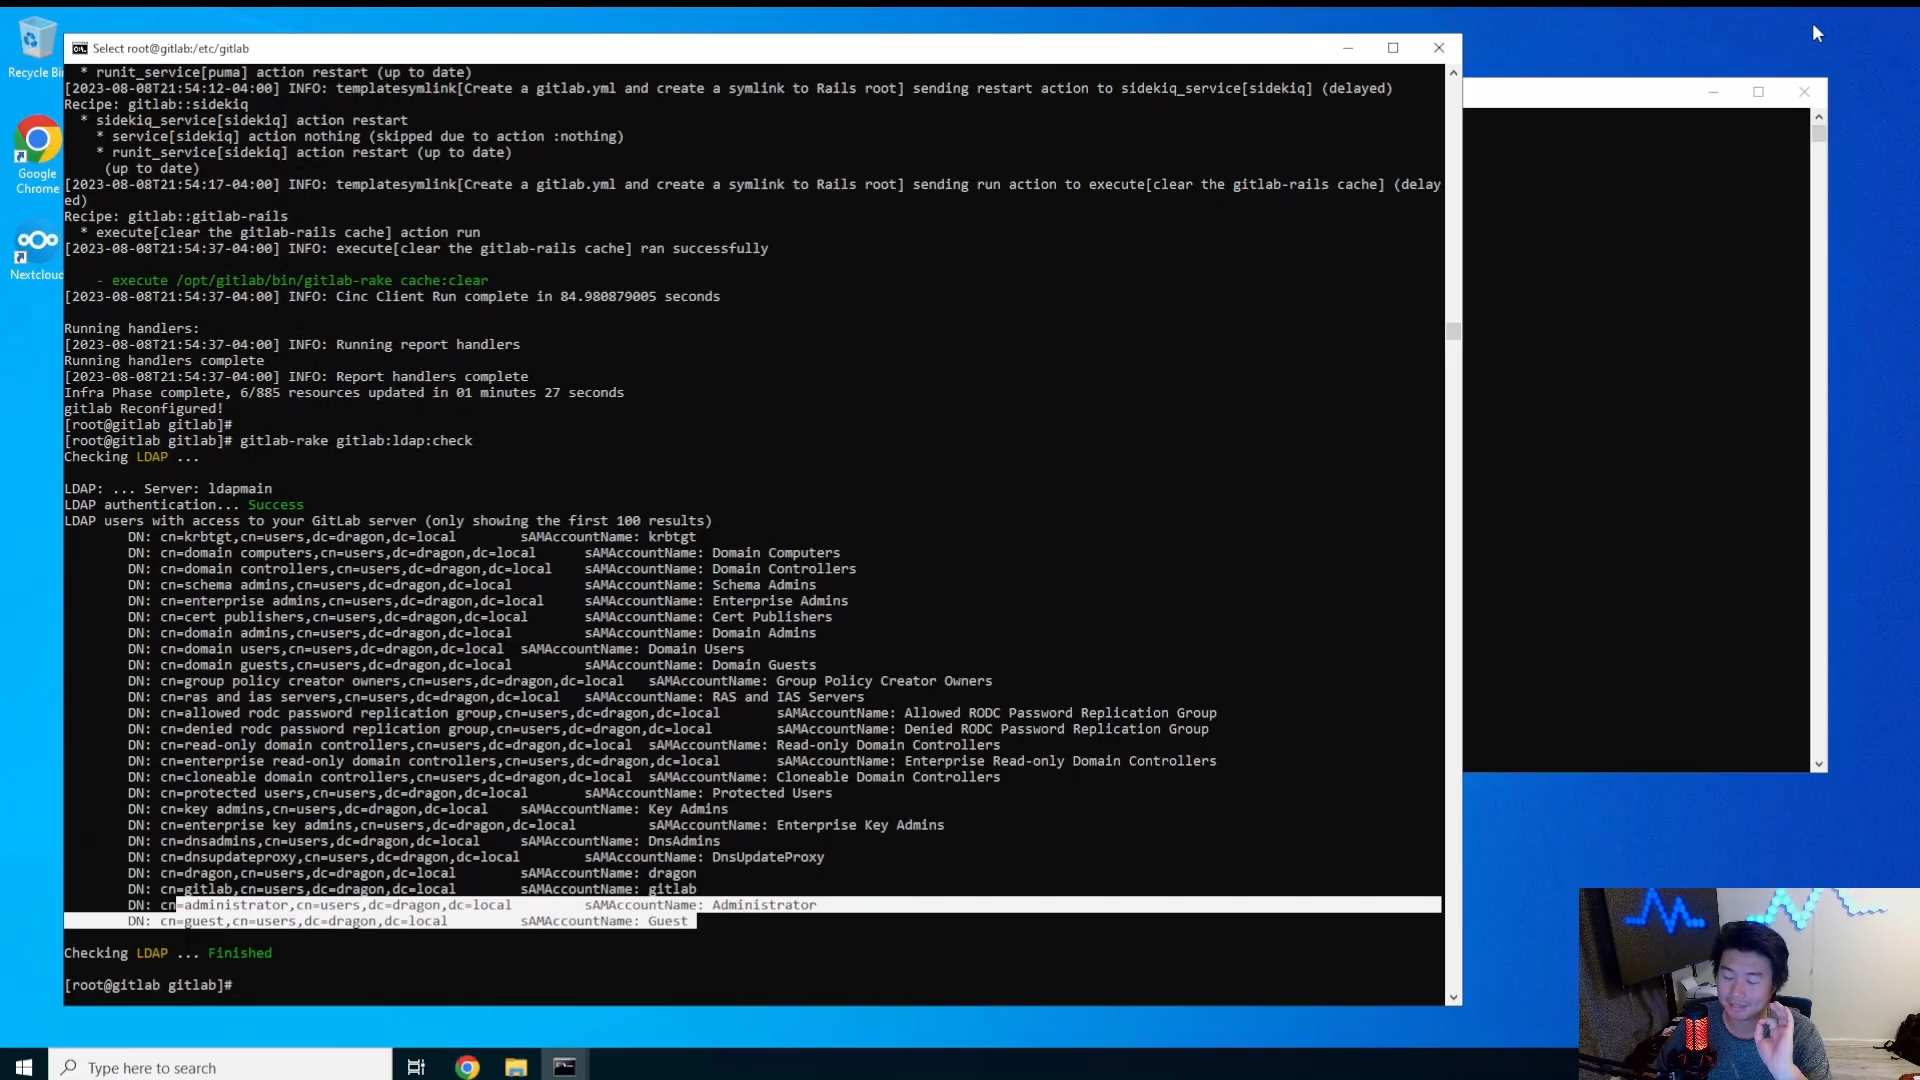 Recycle Bi
Google
Chrome
Nextcloud
Select root@gitlab:/etc/gitlab
* runit_service[puma] action restart (up to date)
[2023-08-08T21:54:12-04:00] INFO: templatesymlink[Create a gitlab.yml and create a symlink to Rails root] sending restart action to sidekiq_service[sidekiq] (delayed)
Recipe: gitlab::sidekiq
* sidekiq_service[sidekiq] action restart
* service[sidekiq] action nothing (skipped due to action :nothing)
* runit_service[sidekiq] action restart (up to date)
(up to date)
[2023-08-08T21:54:17-04:00] INFO: templatesymlink[Create a gitlab.yml and create a symlink to Rails root] sending run action to execute[clear the gitlab-rails cache] (delay
ed)
Recipe: gitlab::gitlab-rails
* execute[clear the gitlab-rails cache] action run
[2023-08-08T21:54:37-04:00] INFO: execute[clear the gitlab-rails cache] ran successfully
- execute /opt/gitlab/bin/gitlab-rake cache:clear
[2023-08-08T21:54:37-04:00] INFO: Cinc Client Run complete in 84.980879005 seconds
Running handlers:
[2023-08-08T21:54:37-04:00] INFO: Running report handlers
Running handlers complete
[2023-08-08T21:54:37-04:00] INFO: Report handlers complete
Infra Phase complete, 6/885 resources updated in 01 minutes 27 seconds
gitlab Reconfigured!
[root@gitlab gitlab]#
[root@gitlab gitlab]# gitlab-rake gitlab:ldap:check
Checking LDAP ...
LDAP: ... Server: ldapmain
LDAP authentication... Success
LDAP users with access to your GitLab server (only showing the first 100 results)
DN: cn=krbtgt,cn=users,dc=dragon,dc=local sAMAccountName: krbtgt
DN: cn=domain computers,cn=users,dc=dragon,dc=local sAMAccountName: Domain Computers
DN: cn=domain controllers,cn=users,dc=dragon,dc=local sAMAccountName: Domain Controllers
DN: cn=schema admins,cn=users,dc=dragon,dc=local sAMAccountName: Schema Admins
DN: cn=enterprise admins,cn=users,dc=dragon,dc=local sAMAccountName: Enterprise Admins
DN: cn=cert publishers,cn=users,dc=dragon,dc=local sAMAccountName: Cert Publishers
DN: cn=domain admins,cn=users,dc=dragon,dc=local sAMAccountName: Domain Admins
DN: cn=domain users,cn=users,dc=dragon,dc=local sAMAccountName: Domain Users
DN: cn=domain guests,cn=users,dc=dragon,dc=local sAMAccountName: Domain Guests
DN: cn=group policy creator owners,cn=users,dc=dragon,dc=local sAMAccountName: Group Policy Creator Owners
DN: cn=ras and ias servers,cn=users,dc=dragon,dc=local sAMAccountName: RAS and IAS Servers
DN: cn=allowed rodc password replication group,cn=users,dc=dragon,dc=local sAMAccountName: Allowed RODC Password Replication Group
DN: cn=denied rodc password replication group,cn=users,dc=dragon,dc=local sAMAccountName: Denied RODC Password Replication Group
DN: cn=read-only domain controllers,cn=users,dc=dragon,dc=local sAMAccountName: Read-only Domain Controllers
DN: cn=enterprise read-only domain controllers,cn=users,dc=dragon,dc=local sAMAccountName: Enterprise Read-only Domain Controllers
DN: cn=cloneable domain controllers,cn=users,dc=dragon,dc=local sAMAccountName: Cloneable Domain Controllers
DN: cn=protected users,cn=users,dc=dragon,dc=local sAMAccountName: Protected Users
DN: cn=key admins,cn=users,dc=dragon,dc=local sAMAccountName: Key Admins
DN: cn=enterprise key admins,cn=users,dc=dragon,dc=local sAMAccountName: Enterprise Key Admins
DN: cn=dnsadmins,cn=users,dc=dragon,dc=local sAMAccountName: DnsAdmins
DN: cn=dnsupdateproxy,cn=users,dc=dragon,dc=local sAMAccountName: DnsUpdateProxy
DN: cn=dragon,cn=users,dc=dragon,dc=local sAMAccountName: dragon
DN: cn=gitlab,cn=users,dc=dragon,dc=local sAMAccountName: gitlab
DN: cn=administrator,cn=users,dc=dragon,dc=local sAMAccountName: Administrator
DN: cn=guest,cn=users,dc=dragon,dc=local sAMAccountName: Guest
Checking LDAP ... Finished
[root@gitlab gitlab]#
Type here to search